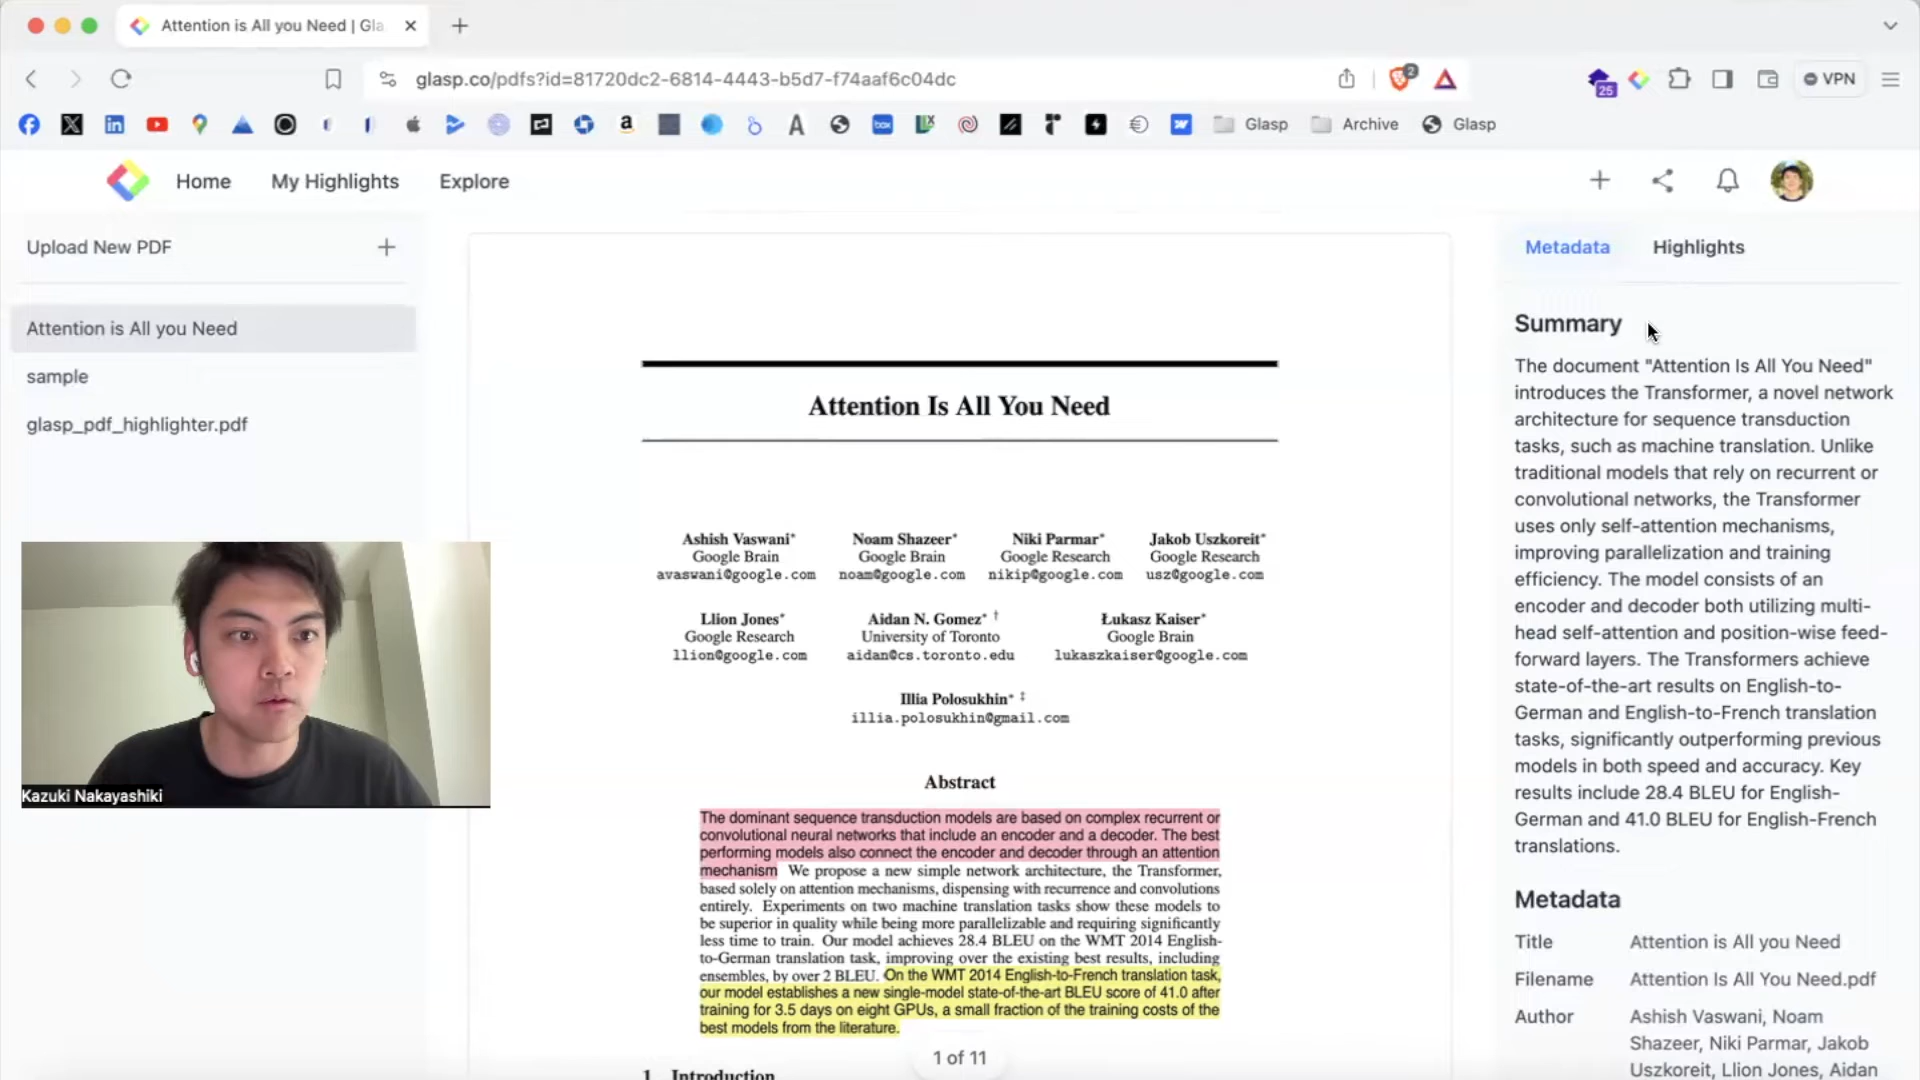 Attention is All you Need | Gla
glasp.co/pdfs?id=81720dc2-6814-4443-b5d7-f74aaf6c04dc
2
25
VPN
Glasp
Archive
Glasp
Home
My Highlights
Explore
Upload New PDF
Attention is All you Need
sample
glasp_pdf_highlighter.pdf
Kazuki Nakayashiki
Attention Is All You Need
Ashish Vaswani*
Google Brain
avaswani@google.com
Noam Shazeer*
Google Brain
noam@google.com
Niki Parmar*
Google Research
nikip@google.com
Jakob Uszkoreit*
Google Research
usz@google.com
Llion Jones*
Google Research
llion@google.com
Aidan N. Gomez* †
University of Toronto
aidan@cs.toronto.edu
Łukasz Kaiser*
Google Brain
lukaszkaiser@google.com
Illia Polosukhin* ‡
illia.polosukhin@gmail.com
Abstract
The dominant sequence transduction models are based on complex recurrent or
convolutional neural networks that include an encoder and a decoder. The best
performing models also connect the encoder and decoder through an attention
mechanism We propose a new simple network architecture, the Transformer,
based solely on attention mechanisms, dispensing with recurrence and convolutions
entirely. Experiments on two machine translation tasks show these models to
be superior in quality while being more parallelizable and requiring significantly
less time to train. Our model achieves 28.4 BLEU on the WMT 2014 English-
to-German translation task, improving over the existing best results, including
ensembles, by over 2 BLEU. On the WMT 2014 English-to-French translation task,
our model establishes a new single-model state-of-the-art BLEU score of 41.0 after
training for 3.5 days on eight GPUs, a small fraction of the training costs of the
best models from the literature.
1 of 11
1 Introduction
Metadata
Highlights
Summary
The document "Attention Is All You Need"
introduces the Transformer, a novel network
architecture for sequence transduction
tasks, such as machine translation. Unlike
traditional models that rely on recurrent or
convolutional networks, the Transformer
uses only self-attention mechanisms,
improving parallelization and training
efficiency. The model consists of an
encoder and decoder both utilizing multi-
head self-attention and position-wise feed-
forward layers. The Transformers achieve
state-of-the-art results on English-to-
German and English-to-French translation
tasks, significantly outperforming previous
models in both speed and accuracy. Key
results include 28.4 BLEU for English-
German and 41.0 BLEU for English-French
translations.
Metadata
Title Attention is All you Need
Filename Attention Is All You Need.pdf
Author Ashish Vaswani, Noam
Shazeer, Niki Parmar, Jakob
Uszkoreit, Llion Jones, Aidan